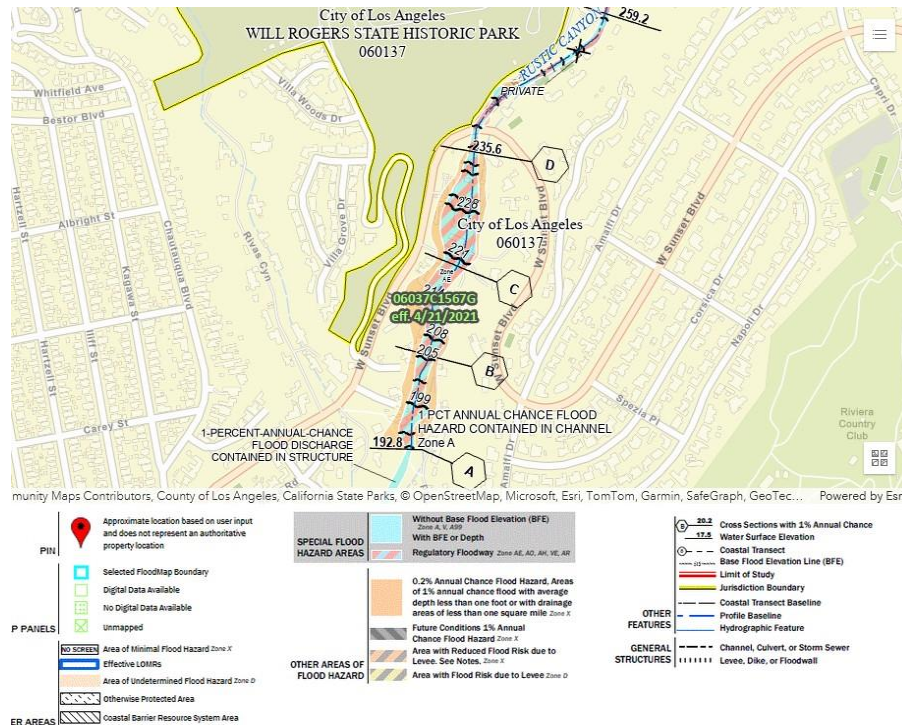 City of Los Angeles
WILL ROGERS STATE HISTORIC PARK
060137
259.2
RUSTIC CANYON
PRIVATE
Whitfield Ave
Bestor Blvd
Villa Woods Dr
Capri Dr
235.6
D
Hartzell St
Albright St
Chautauqua Blvd
Kagawa St
Rivas Cyn
Villa Grove Dr
228
City of Los Angeles
060137
W Sunset Blvd
Amalfi Dr
W Sunset Blvd
221
Zone
AE
C
06037C1567G
eff. 4/21/2021
208
205
B
W Sunset Blvd
Corsica Dr
Napoli Dr
Iliff St
Hartzell St
199
Carey St
1 PCT ANNUAL CHANCE FLOOD
HAZARD CONTAINED IN CHANNEL
Zone A
Spezia Pl
1-PERCENT-ANNUAL-CHANCE
FLOOD DISCHARGE
CONTAINED IN STRUCTURE
192.8
A
Rd
Amalfi Dr
Riviera
Country
Club
munity Maps Contributors, County of Los Angeles, California State Parks, © OpenStreetMap, Microsoft, Esri, TomTom, Garmin, SafeGraph, GeoTec...
Powered by Esr
PIN
Approximate location based on user input
and does not represent an authoritative
property location
P PANELS
Selected FloodMap Boundary
Digital Data Available
No Digital Data Available
Unmapped
NO SCREEN Area of Minimal Flood Hazard Zone X
Effective LOMRs
Area of Undetermined Flood Hazard Zone D
Otherwise Protected Area
ER AREAS
Coastal Barrier Resource System Area
SPECIAL FLOOD
HAZARD AREAS
Without Base Flood Elevation (BFE)
Zone A, V, A99
With BFE or Depth
Regulatory Floodway Zone AE, AO, AH, VE, AR
0.2% Annual Chance Flood Hazard, Areas
of 1% annual chance flood with average
depth less than one foot or with drainage
areas of less than one square mile Zone X
Future Conditions 1% Annual
Chance Flood Hazard Zone X
Area with Reduced Flood Risk due to
Levee. See Notes. Zone X
Area with Flood Risk due to Levee Zone D
OTHER AREAS OF
FLOOD HAZARD
B 20.2 Cross Sections with 1% Annual Chance
17.5 Water Surface Elevation
Coastal Transect
Base Flood Elevation Line (BFE)
Limit of Study
Jurisdiction Boundary
Coastal Transect Baseline
OTHER
FEATURES
Profile Baseline
Hydrographic Feature
GENERAL
STRUCTURES
Channel, Culvert, or Storm Sewer
Levee, Dike, or Floodwall